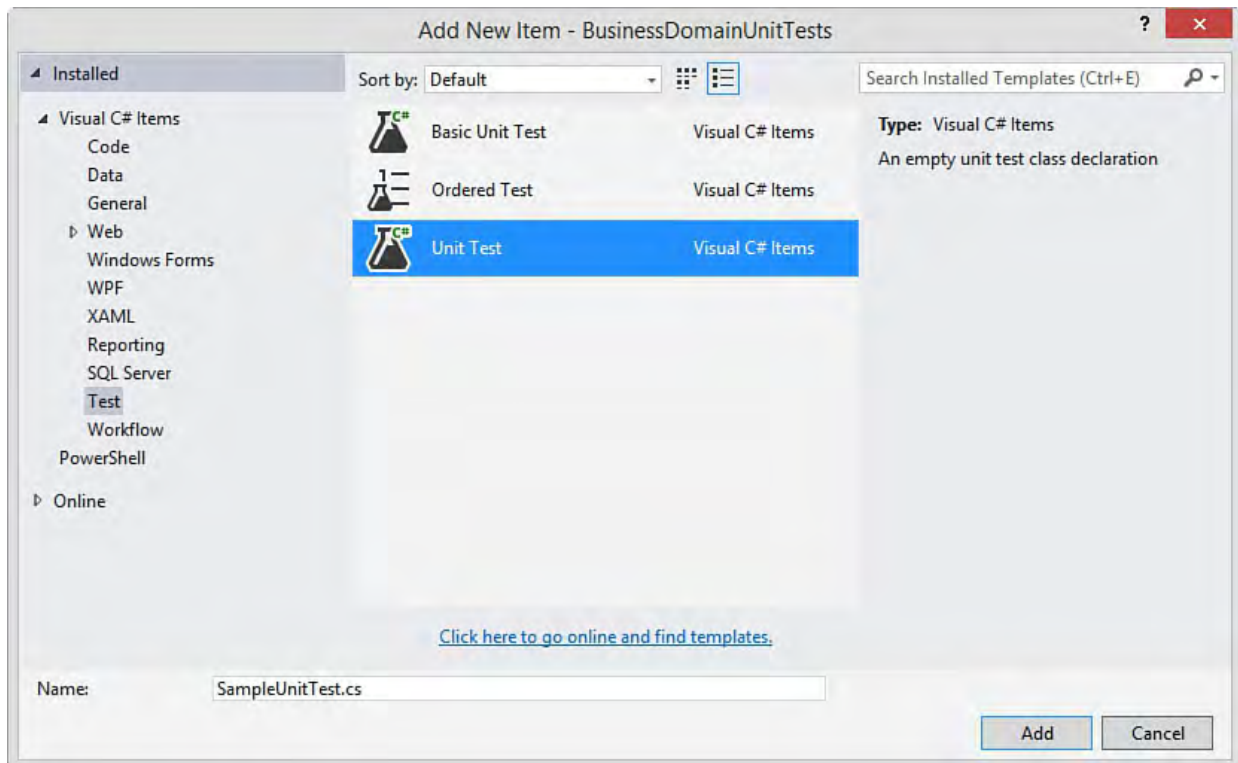 Add New Item - BusinessDomainUnitTests
?
Installed
Visual C# Items
Code
Data
General
Web
Windows Forms
WPF
XAML
Reporting
SQL Server
Test
Workflow
PowerShell
Online
Sort by: Default
C# Basic Unit Test Visual C# Items
1 Ordered Test Visual C# Items
C# Unit Test Visual C# Items
Click here to go online and find templates.
Search Installed Templates (Ctrl+E)
Type: Visual C# Items
An empty unit test class declaration
Name: SampleUnitTest.cs
Add Cancel